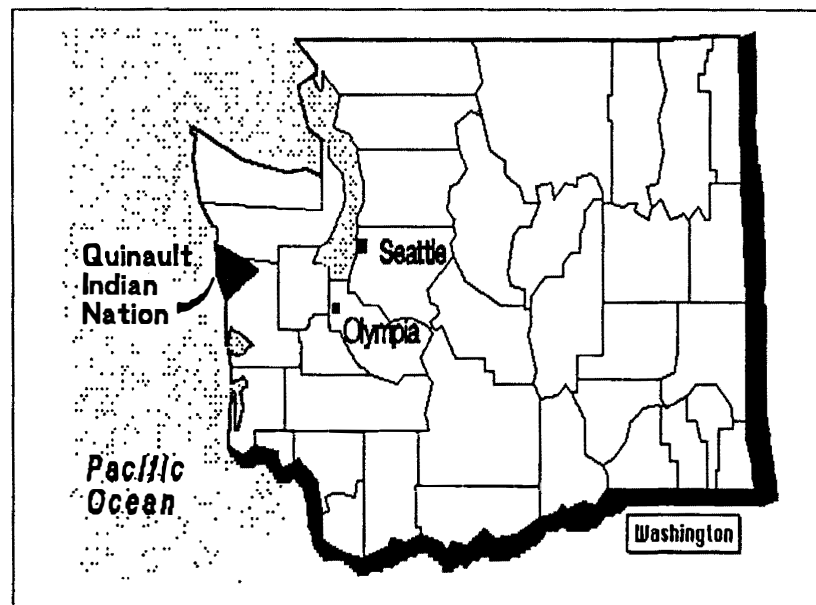 Quinault
Indian
Nation
Seattle
Olympia
Pacific
Ocean
Washington